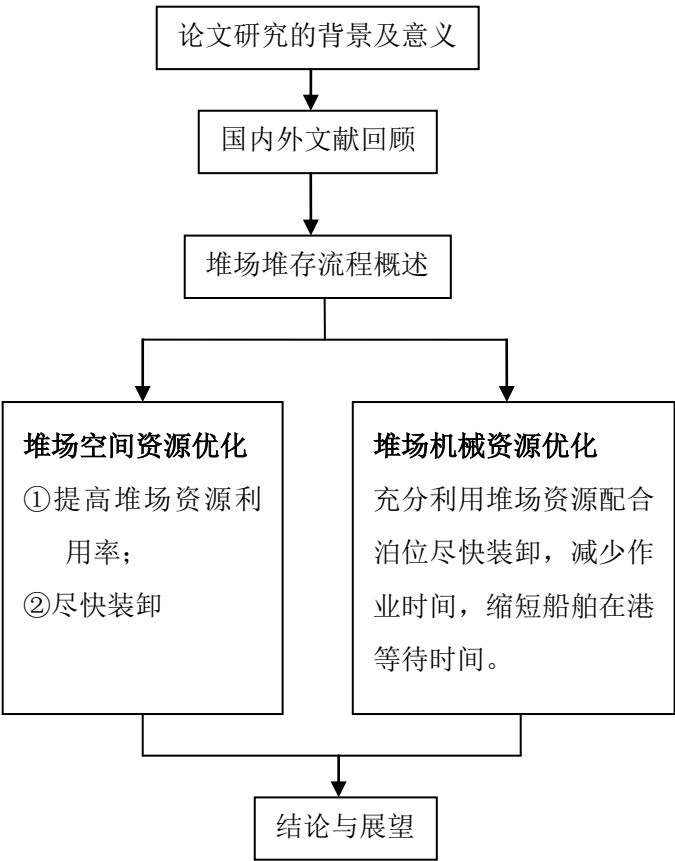 论文研究的背景及意义
国内外文献回顾
堆场堆存流程概述
堆场空间资源优化
①提高堆场资源利
用率；
②尽快装卸
堆场机械资源优化
充分利用堆场资源配合
泊位尽快装卸，减少作
业时间，缩短船舶在港
等待时间。
结论与展望